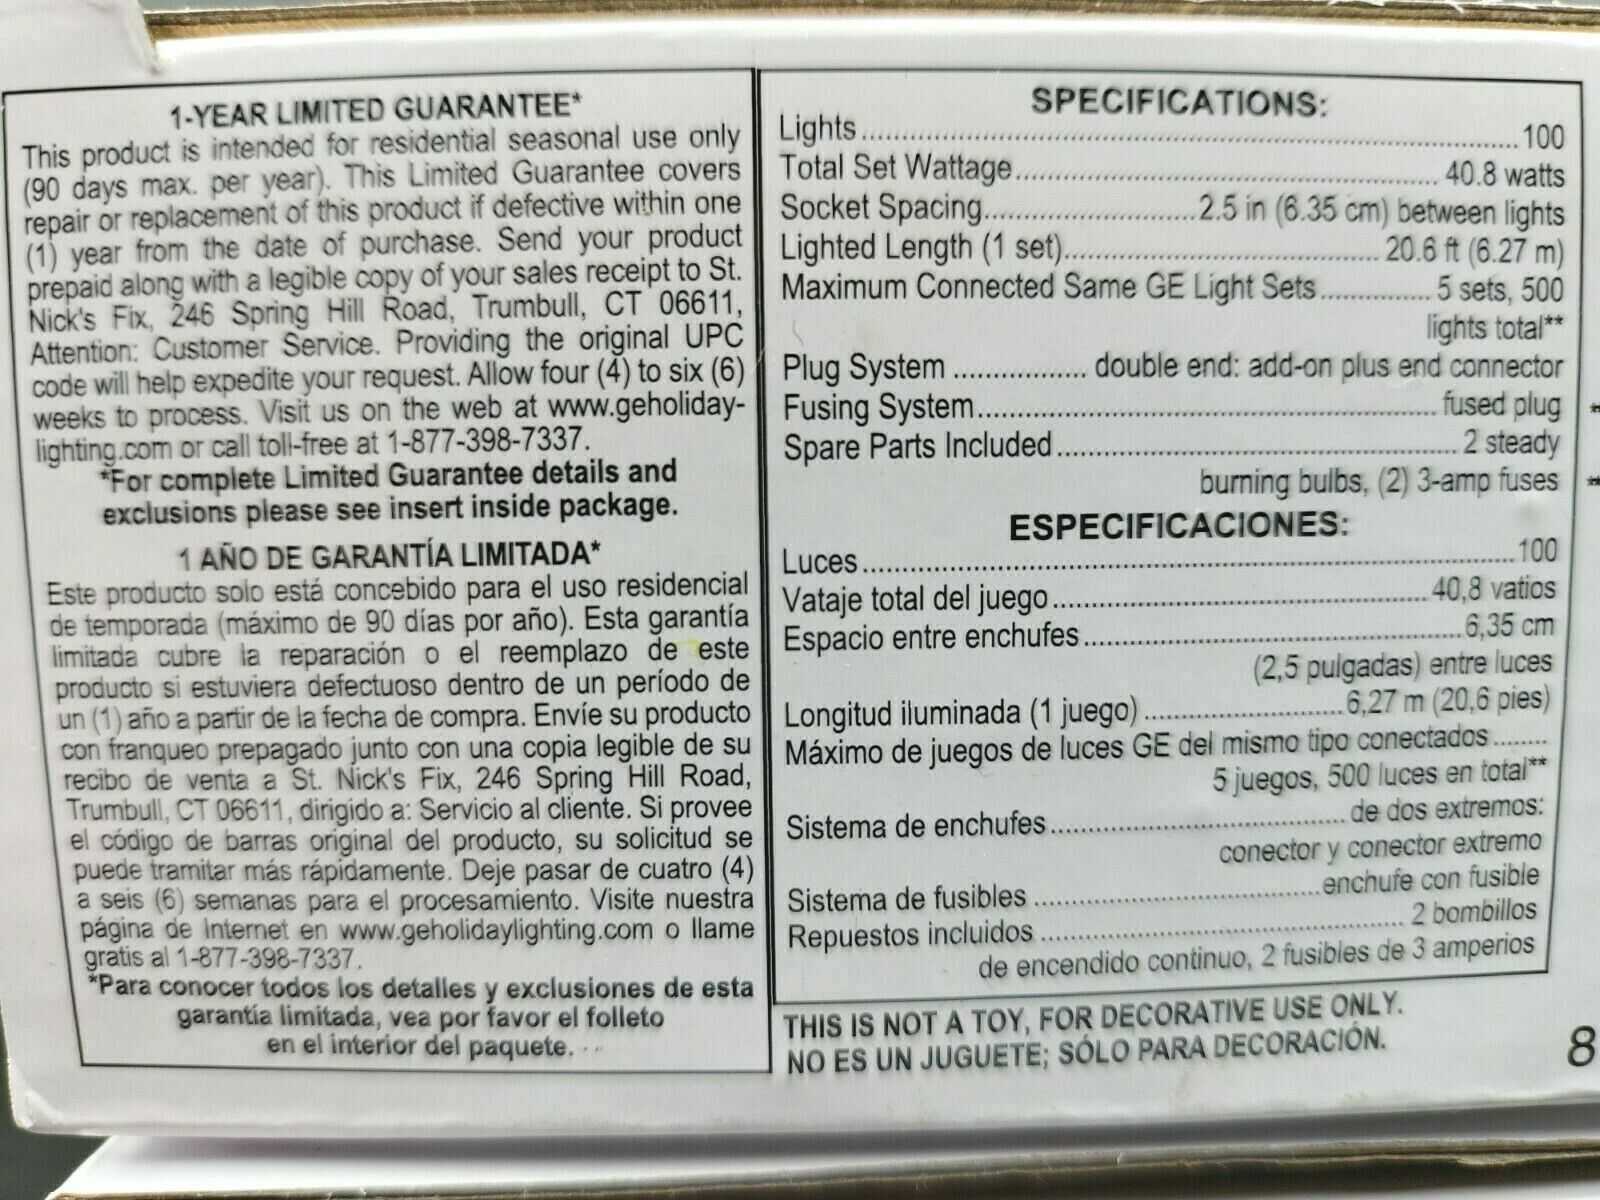 1-YEAR LIMITED GUARANTEE*
This product is intended for residential seasonal use only
(90 days max. per year). This Limited Guarantee covers
repair or replacement of this product if defective within one
(1) year from the date of purchase. Send your product
prepaid along with a legible copy of your sales receipt to St.
Nick's Fix, 246 Spring Hill Road, Trumbull, CT 06611,
Attention: Customer Service. Providing the original UPC
code will help expedite your request. Allow four (4) to six (6)
weeks to process. Visit us on the web at www.geholiday-
lighting.com or call toll-free at 1-877-398-7337.
*For complete Limited Guarantee details and
exclusions please see insert inside package.
1 AÑO DE GARANTÍA LIMITADA*
Este producto solo está concebido para el uso residencial
de temporada (máximo de 90 días por año). Esta garantía
limitada cubre la reparación o el reemplazo de este
producto si estuviera defectuoso dentro de un período de
un (1) año a partir de la fecha de compra. Envíe su producto
con franqueo prepagado junto con una copia legible de su
recibo de venta a St. Nick's Fix, 246 Spring Hill Road,
Trumbull, CT 06611, dirigido a: Servicio al cliente. Si provee
el código de barras original del producto, su solicitud se
puede tramitar más rápidamente. Deje pasar de cuatro (4)
a seis (6) semanas para el procesamiento. Visite nuestra
página de Internet en www.geholidaylighting.com o llame
gratis al 1-877-398-7337.
*Para conocer todos los detalles y exclusiones de esta
garantía limitada, vea por favor el folleto
en el interior del paquete.
SPECIFICATIONS:
Lights ........ 100
Total Set Wattage ........ 40.8 watts
Socket Spacing ........ 2.5 in (6.35 cm) between lights
Lighted Length (1 set) ........ 20.6 ft (6.27 m)
Maximum Connected Same GE Light Sets ........ 5 sets, 500
lights total**
Plug System ........ double end: add-on plus end connector
Fusing System ........ fused plug
Spare Parts Included ........ 2 steady
burning bulbs, (2) 3-amp fuses
ESPECIFICACIONES:
Luces ........ 100
Vataje total del juego ........ 40,8 vatios
Espacio entre enchufes ........ 6,35 cm
(2,5 pulgadas) entre luces
Longitud iluminada (1 juego) ........ 6,27 m (20,6 pies)
Máximo de juegos de luces GE del mismo tipo conectados ........
5 juegos, 500 luces en total**
Sistema de enchufes ........ de dos extremos:
conector y conector extremo
Sistema de fusibles ........ enchufe con fusible
Repuestos incluidos ........ 2 bombillos
de encendido continuo, 2 fusibles de 3 amperios
THIS IS NOT A TOY, FOR DECORATIVE USE ONLY.
NO ES UN JUGUETE; SÓLO PARA DECORACIÓN.
8